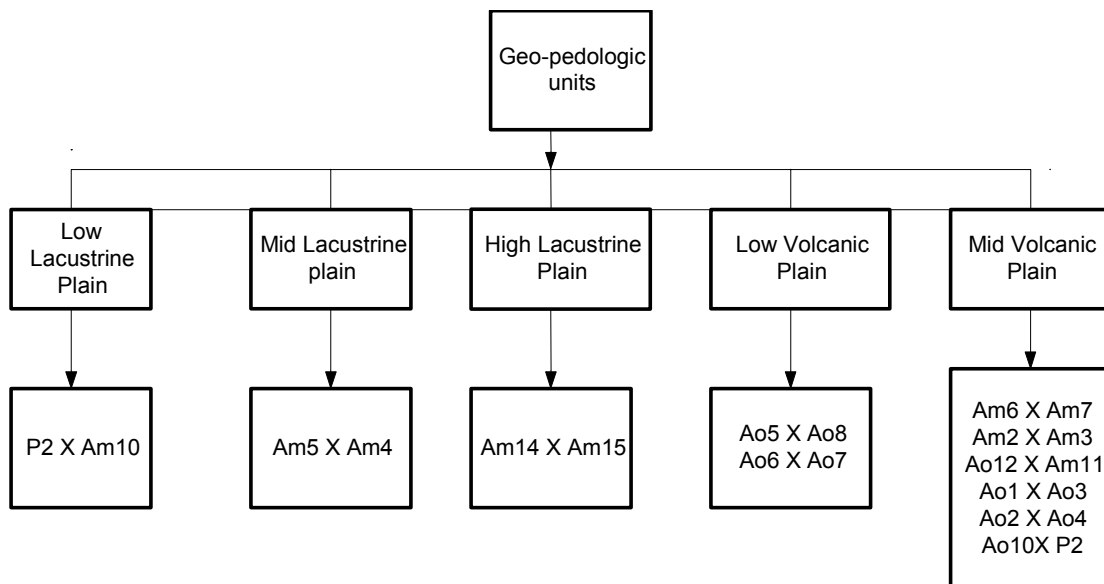 Geo-pedologic
units
Low
Lacustrine
Plain
Mid Lacustrine
plain
High Lacustrine
Plain
Low Volcanic
Plain
Mid Volcanic
Plain
P2 X Am10
Am5 X Am4
Am14 X Am15
Ao5 X Ao8
Ao6 X Ao7
Am6 X Am7
Am2 X Am3
Ao12 X Am11
Ao1 X Ao3
Ao2 X Ao4
Ao10X P2